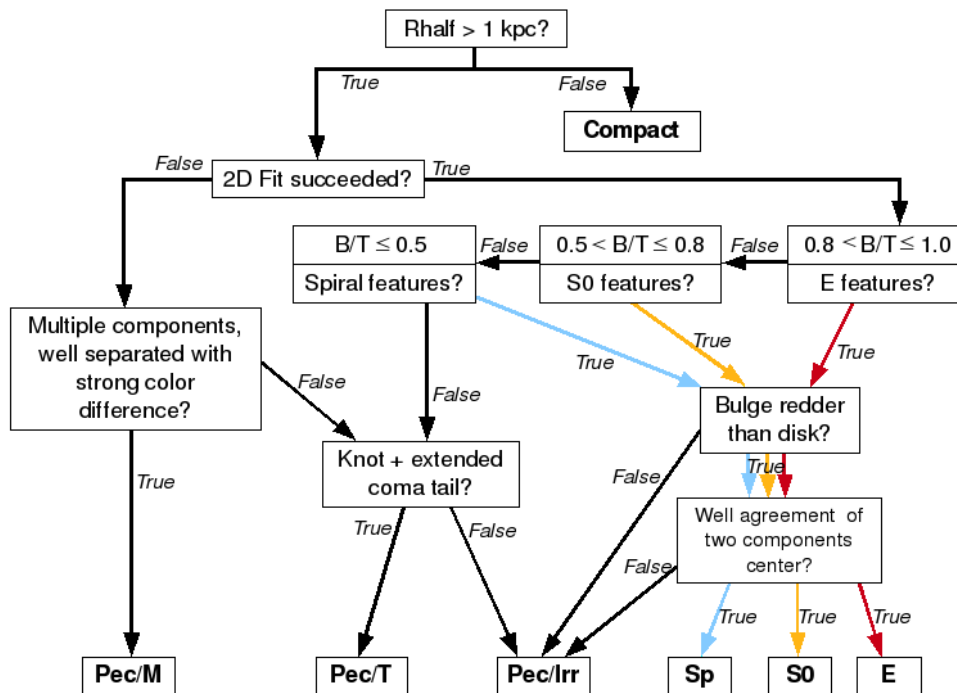 Rhalf > 1 kpc?
True
False
Compact
False
2D Fit succeeded?
True
B/T ≤ 0.5
False
0.5 < B/T ≤ 0.8
False
0.8 < B/T ≤ 1.0
Spiral features?
S0 features?
E features?
Multiple components,
well separated with
strong color
difference?
True
True
True
False
False
Bulge redder
than disk?
Knot + extended
coma tail?
True
False
True
Well agreement of
two components
center?
True
False
False
True
True
True
Pec/M
Pec/T
Pec/Irr
Sp
S0
E